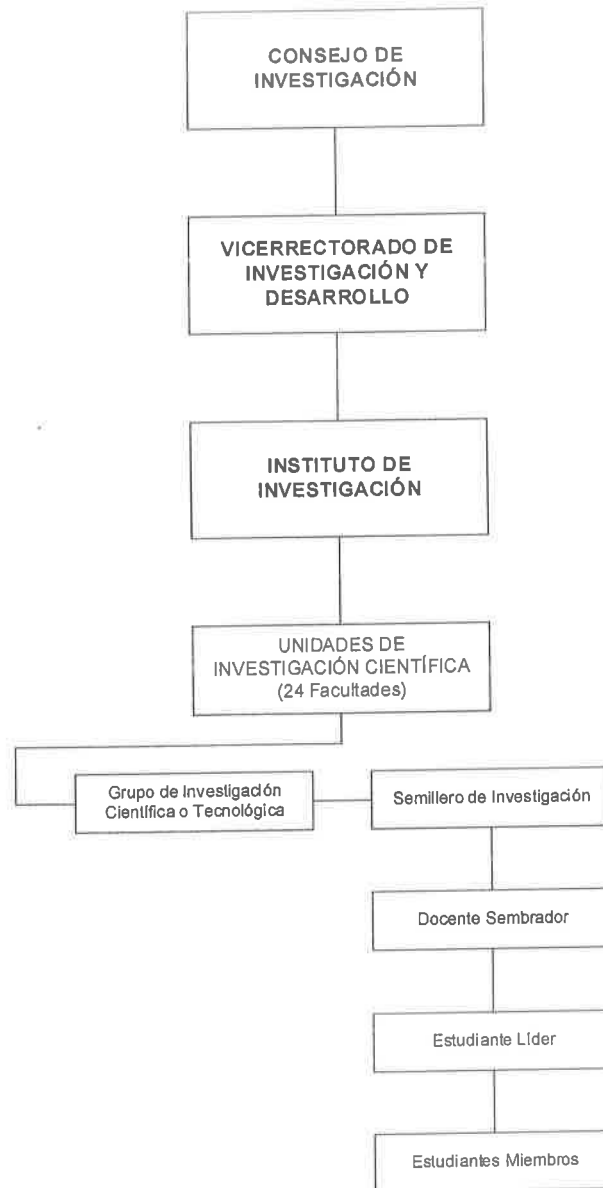 CONSEJO DE
INVESTIGACIÓN
VICERRECTORADO DE
INVESTIGACIÓN Y
DESARROLLO
INSTITUTO DE
INVESTIGACIÓN
UNIDADES DE
INVESTIGACIÓN CIENTÍFICA
(24 Facultades)
Grupo de Investigación
Científica o Tecnológica
Semillero de Investigación
Docente Sembrador
Estudiante Líder
Estudiantes Miembros